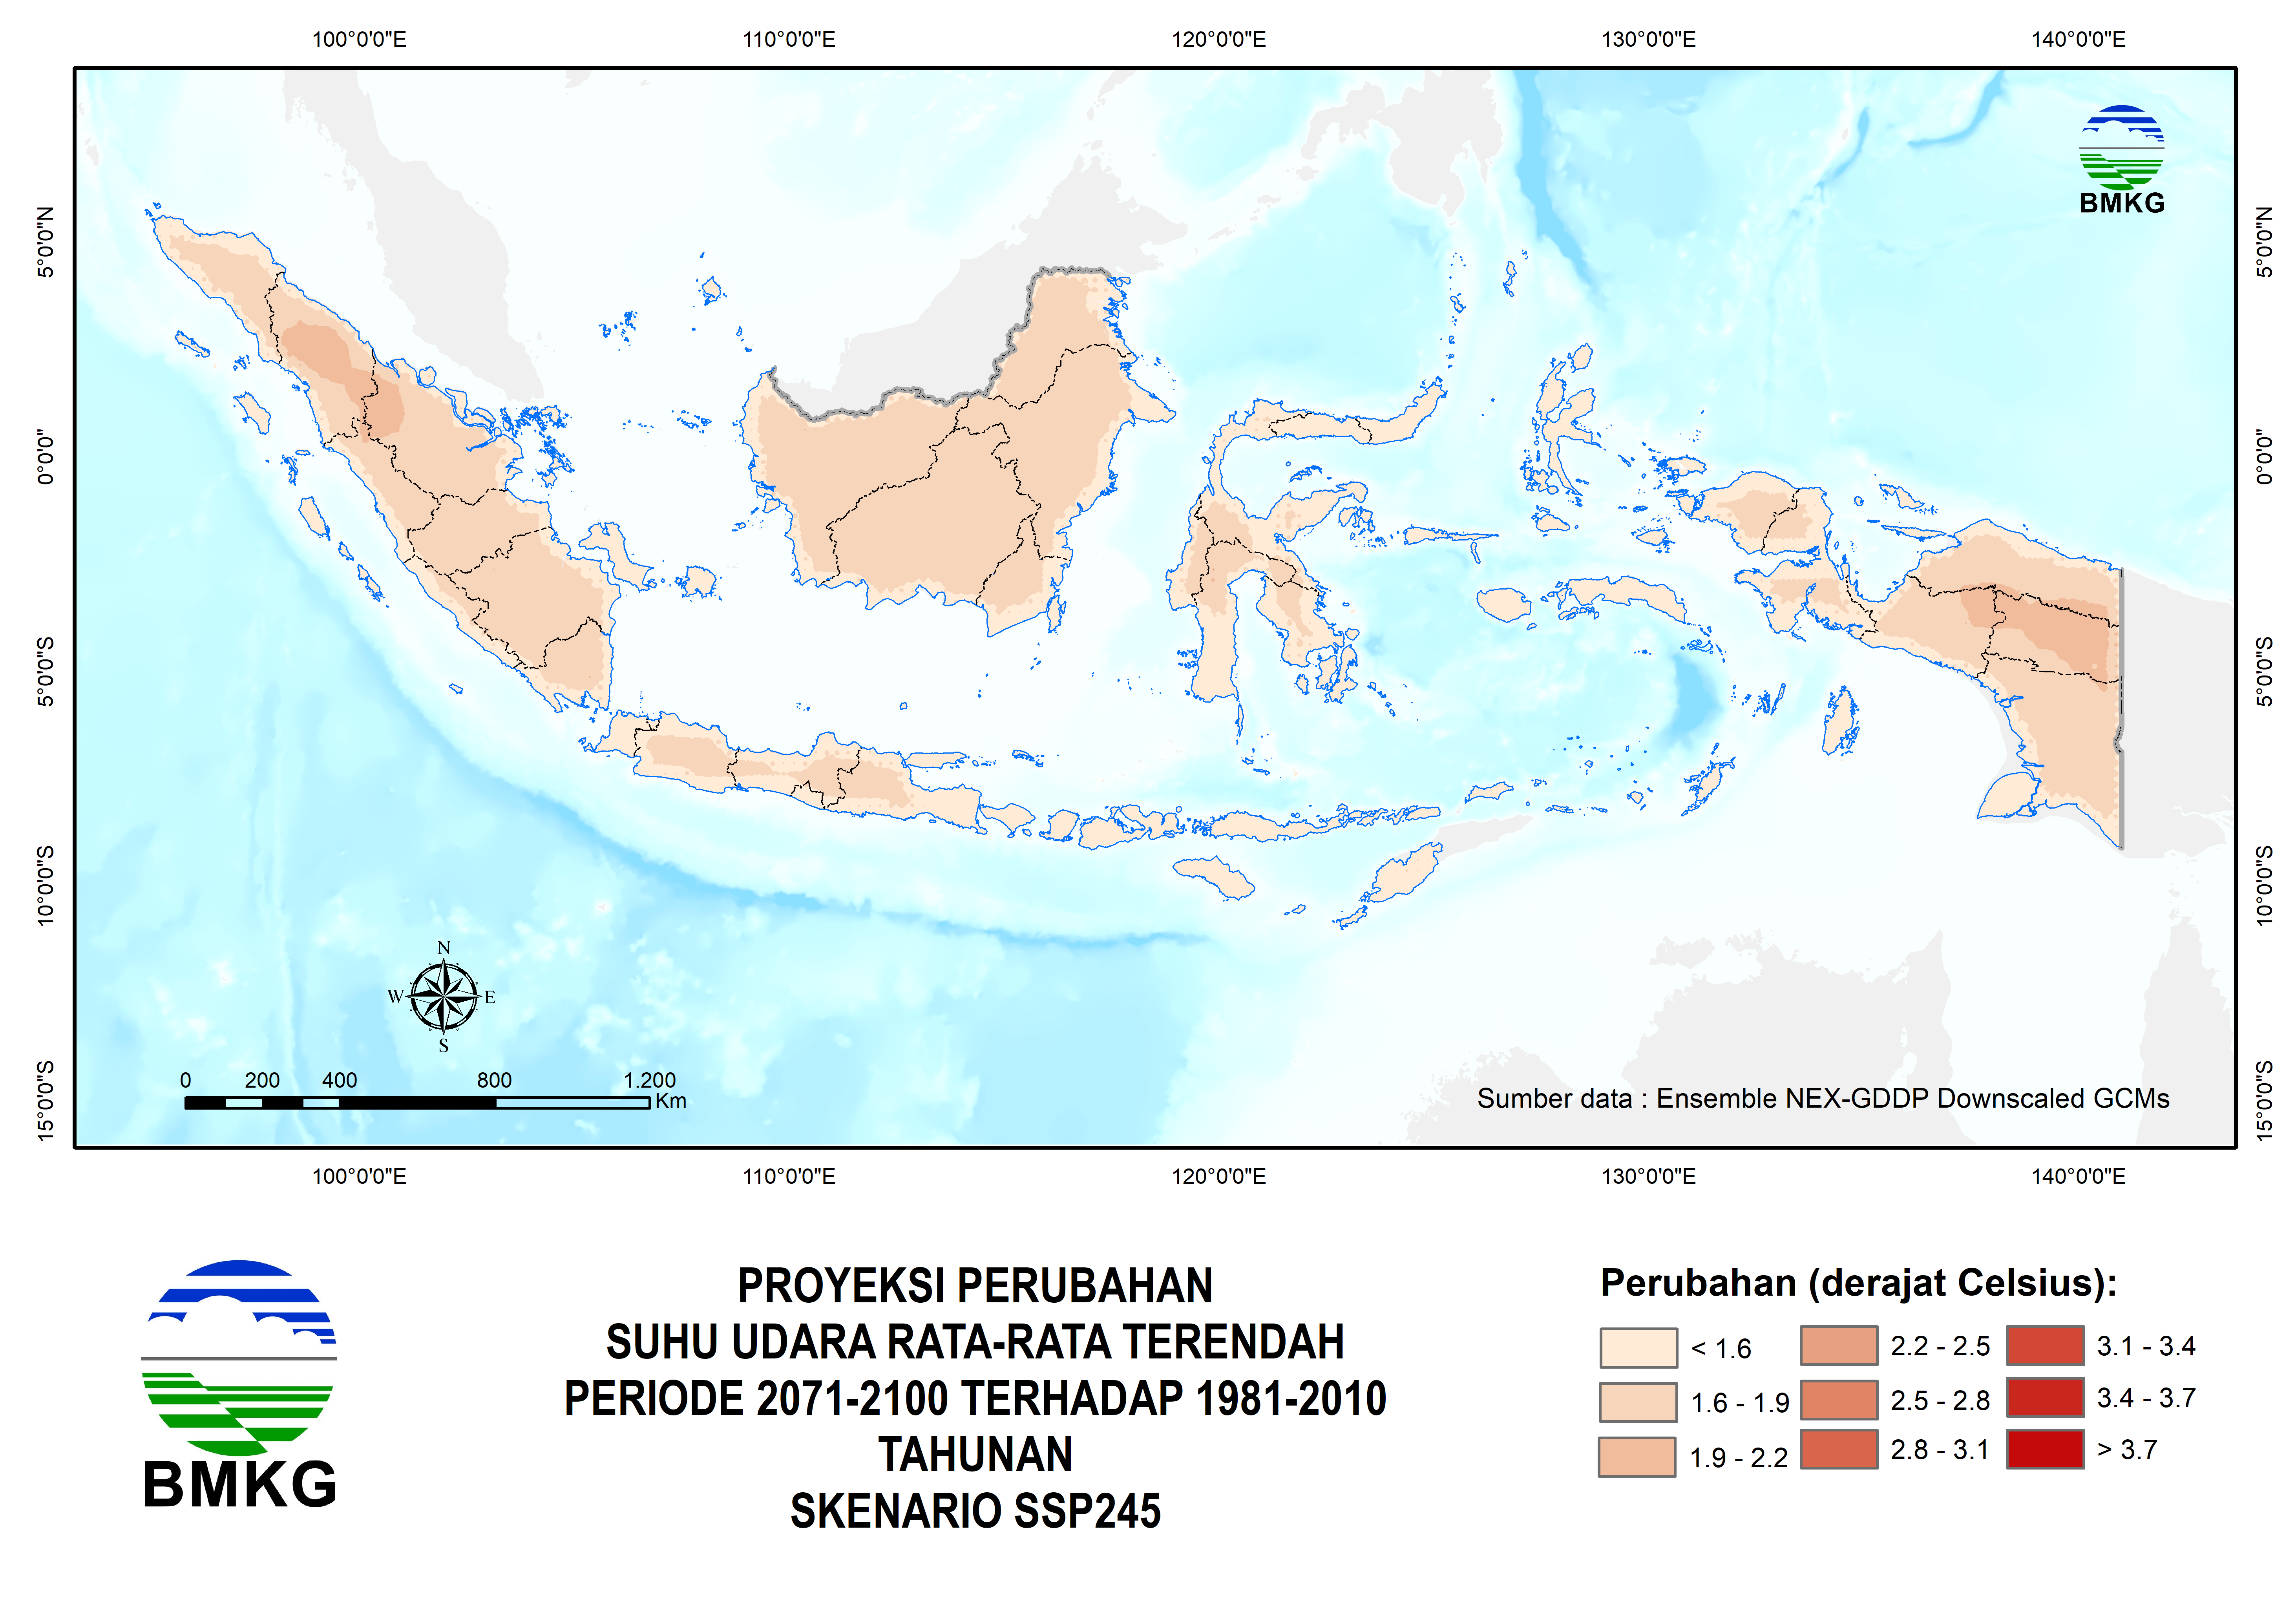 100°0'0"E 110°0'0"E 120°0'0"E 130°0'0"E 140°0'0"E
BMKG
5°0'0"N
0°0'0"
5°0'0"S
10°0'0"S
15°0'0"S
5°0'0"N
0°0'0"
5°0'0"S
10°0'0"S
15°0'0"S
N
W E
S
0 200 400 800 1.200
Km
Sumber data : Ensemble NEX-GDDP Downscaled GCMs
100°0'0"E 110°0'0"E 120°0'0"E 130°0'0"E 140°0'0"E
BMKG
PROYEKSI PERUBAHAN
SUHU UDARA RATA-RATA TERENDAH
PERIODE 2071-2100 TERHADAP 1981-2010
TAHUNAN
SKENARIO SSP245
Perubahan (derajat Celsius):
< 1.6
1.6 - 1.9
1.9 - 2.2
2.2 - 2.5
2.5 - 2.8
2.8 - 3.1
3.1 - 3.4
3.4 - 3.7
> 3.7